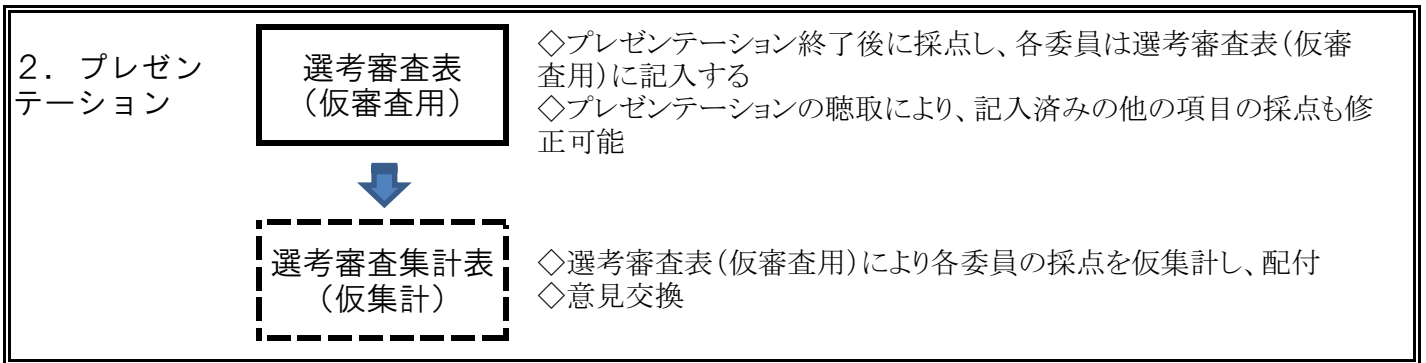 ２．プレゼン
テーション
選考審査表
（仮審査用）
◇プレゼンテーション終了後に採点し、各委員は選考審査表（仮審
査用）に記入する
◇プレゼンテーションの聴取により、記入済みの他の項目の採点も修
正可能
選考審査集計表
（仮集計）
◇選考審査表（仮審査用）により各委員の採点を仮集計し、配付
◇意見交換